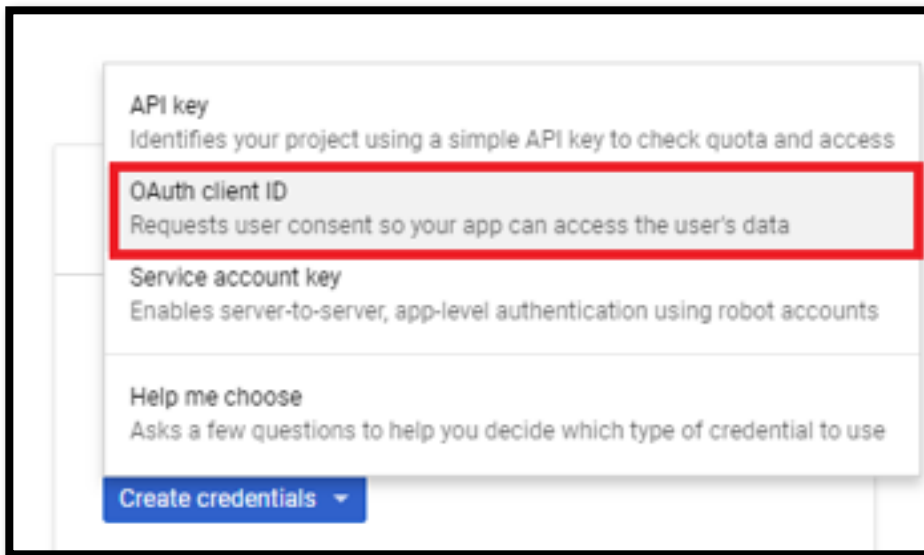 API key
Identifies your project using a simple API key to check quota and access
OAuth client ID
Requests user consent so your app can access the user's data
Service account key
Enables server-to-server, app-level authentication using robot accounts
Help me choose
Asks a few questions to help you decide which type of credential to use
Create credentials